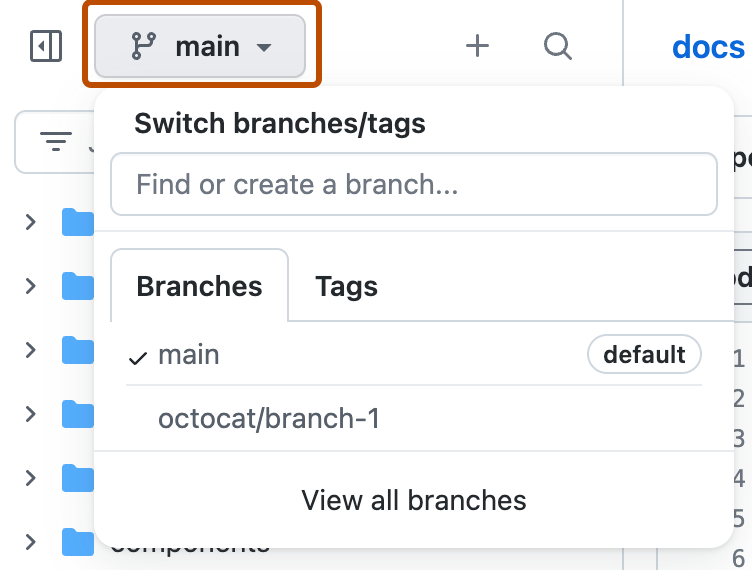 main
docs
Switch branches/tags
Find or create a branch...
Branches
Tags
main
default
octocat/branch-1
View all branches
components
1
2
3
4
5
6